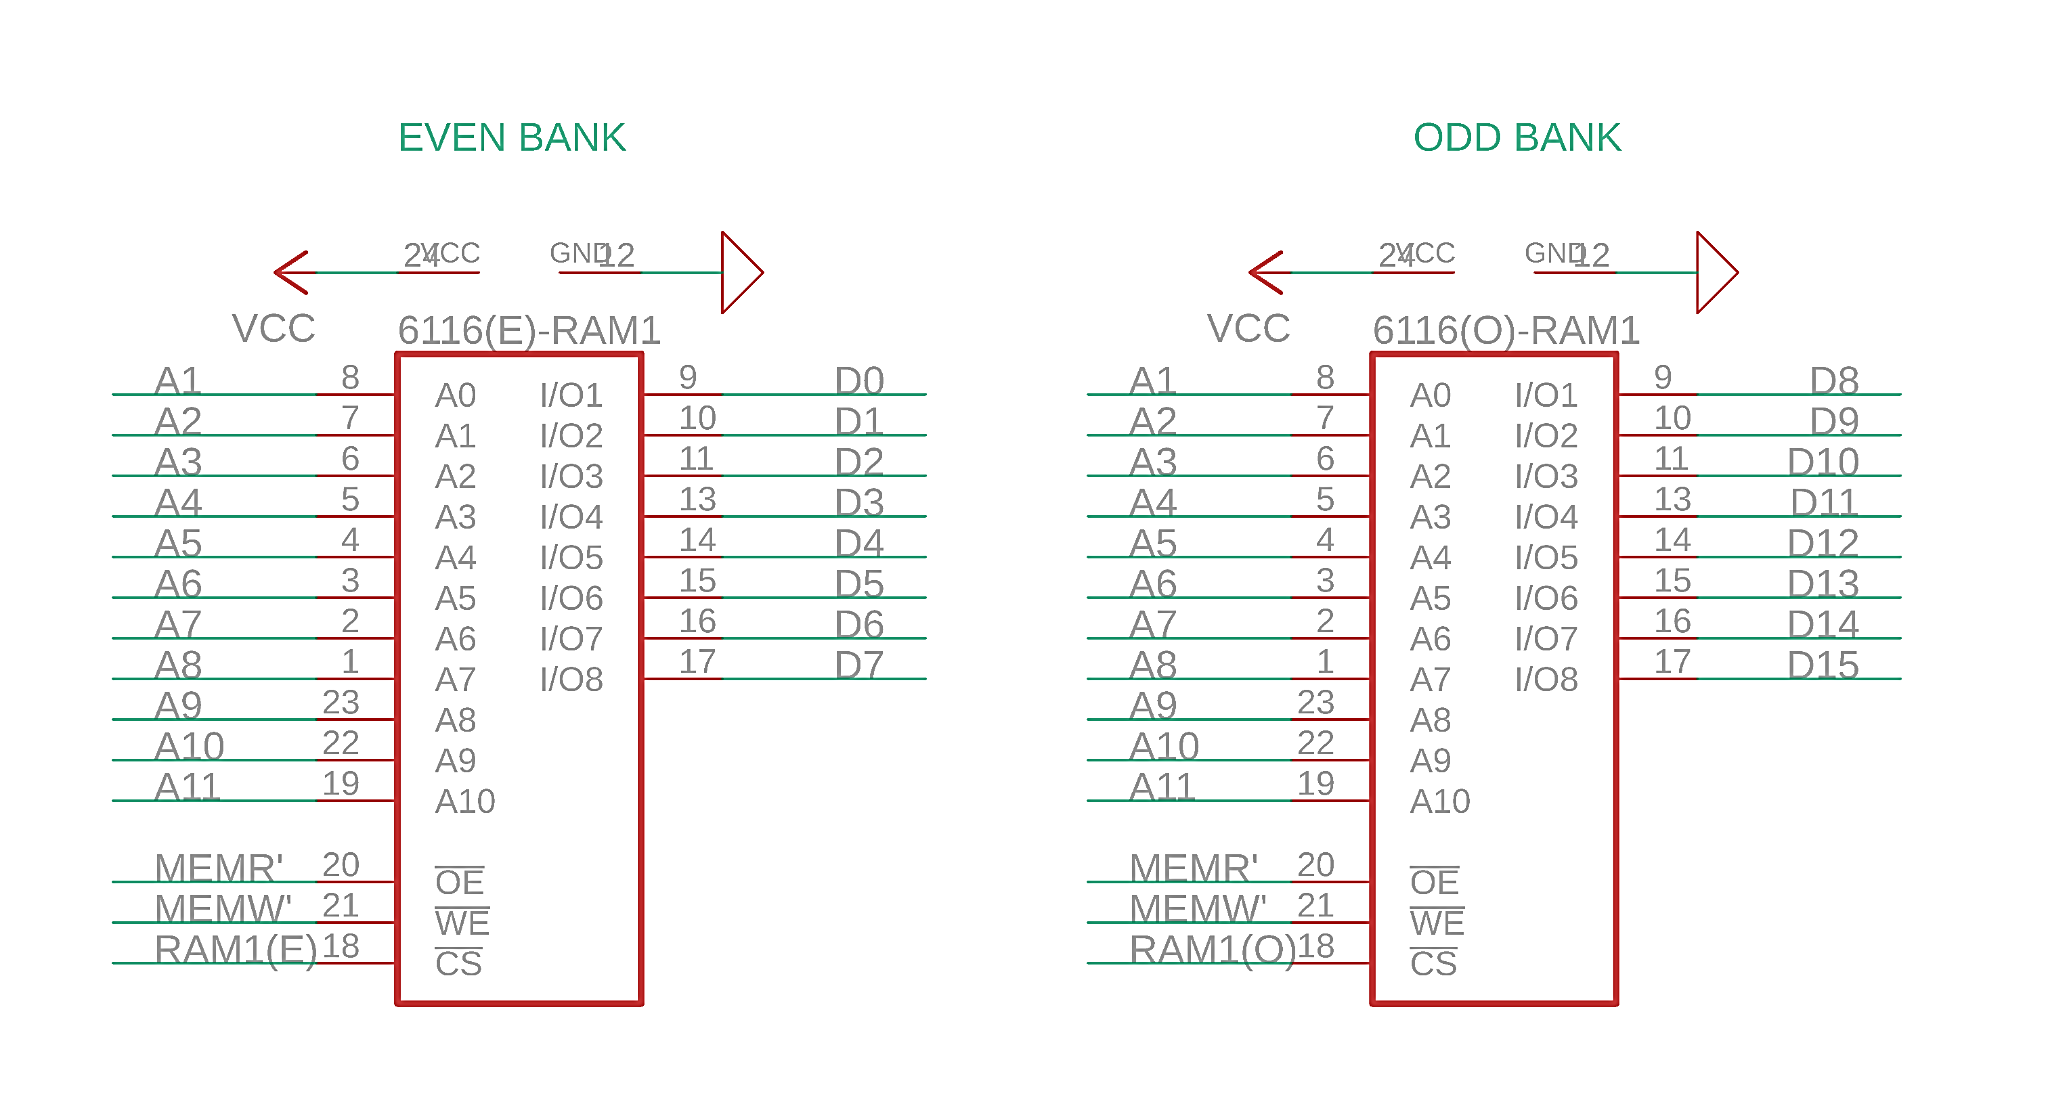 EVEN BANK ODD BANK
24 VCC GND 12 24 VCC GND 12
VCC 6116(E)-RAM1 VCC 6116(O)-RAM1
A1 8 A0 I/O1 9 D0 A1 8 A0 I/O1 9 D8
A2 7 A1 I/O2 10 D1 A2 7 A1 I/O2 10 D9
A3 6 A2 I/O3 11 D2 A3 6 A2 I/O3 11 D10
A4 5 A3 I/O4 13 D3 A4 5 A3 I/O4 13 D11
A5 4 A4 I/O5 14 D4 A5 4 A4 I/O5 14 D12
A6 3 A5 I/O6 15 D5 A6 3 A5 I/O6 15 D13
A7 2 A6 I/O7 16 D6 A7 2 A6 I/O7 16 D14
A8 1 A7 I/O8 17 D7 A8 1 A7 I/O8 17 D15
A9 23 A8 A9 23 A8
A10 22 A9 A10 22 A9
A11 19 A10 A11 19 A10
MEMR' 20 OE MEMR' 20 OE
MEMW' 21 WE MEMW' 21 WE
RAM1(E) 18 CS RAM1(O) 18 CS